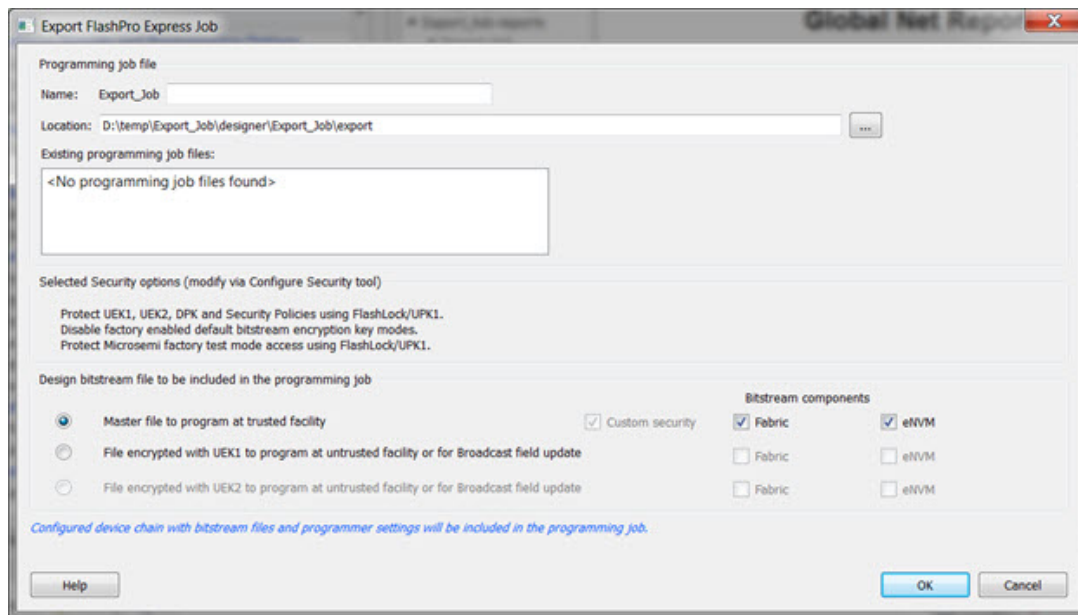 Export FlashPro Express Job
Global Net Repor
Programming job file
Name: Export_Job
Location: D:\temp\Export_Job\designer\Export_Job\export
...
Existing programming job files:
<No programming job files found>
Selected Security options (modify via Configure Security tool)
Protect UEK1, UEK2, DPK and Security Policies using FlashLock/UPK1.
Disable factory enabled default bitstream encryption key modes.
Protect Microsemi factory test mode access using FlashLock/UPK1.
Design bitstream file to be included in the programming job
Bitstream components
Master file to program at trusted facility Custom security Fabric eNVM
File encrypted with UEK1 to program at untrusted facility or for Broadcast field update Fabric eNVM
File encrypted with UEK2 to program at untrusted facility or for Broadcast field update Fabric eNVM
Configured device chain with bitstream files and programmer settings will be included in the programming job.
Help OK Cancel